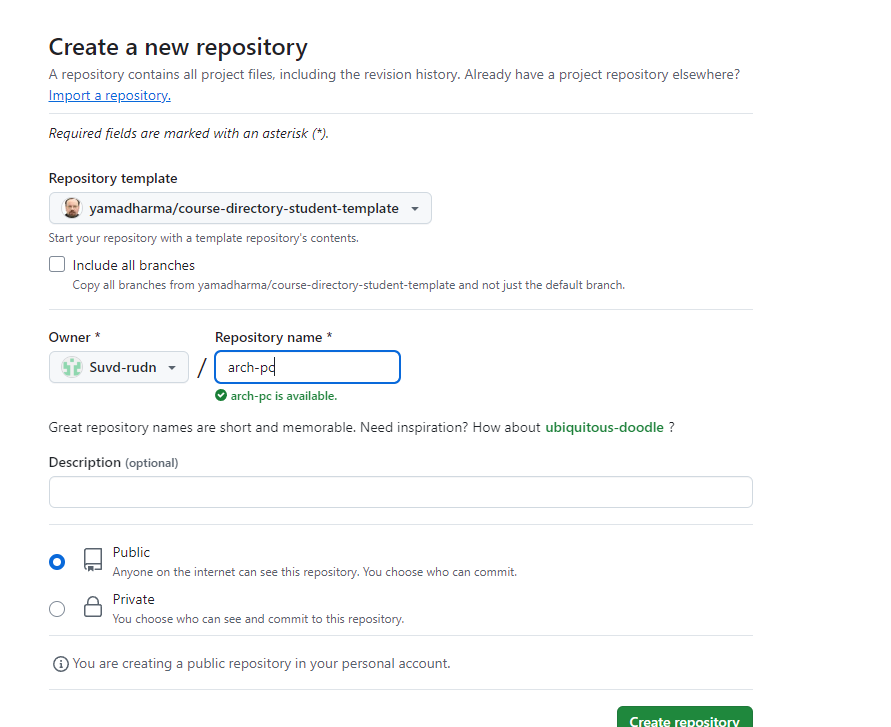 Create a new repository
A repository contains all project files, including the revision history. Already have a project repository elsewhere?
Import a repository.
Required fields are marked with an asterisk (*).
Repository template
yamadharma/course-directory-student-template
Start your repository with a template repository's contents.
Include all branches
Copy all branches from yamadharma/course-directory-student-template and not just the default branch.
Owner * Repository name *
Suvd-rudn / arch-pc
arch-pc is available.
Great repository names are short and memorable. Need inspiration? How about ubiquitous-doodle ?
Description (optional)
Public
Anyone on the internet can see this repository. You choose who can commit.
Private
You choose who can see and commit to this repository.
You are creating a public repository in your personal account.
Create repository